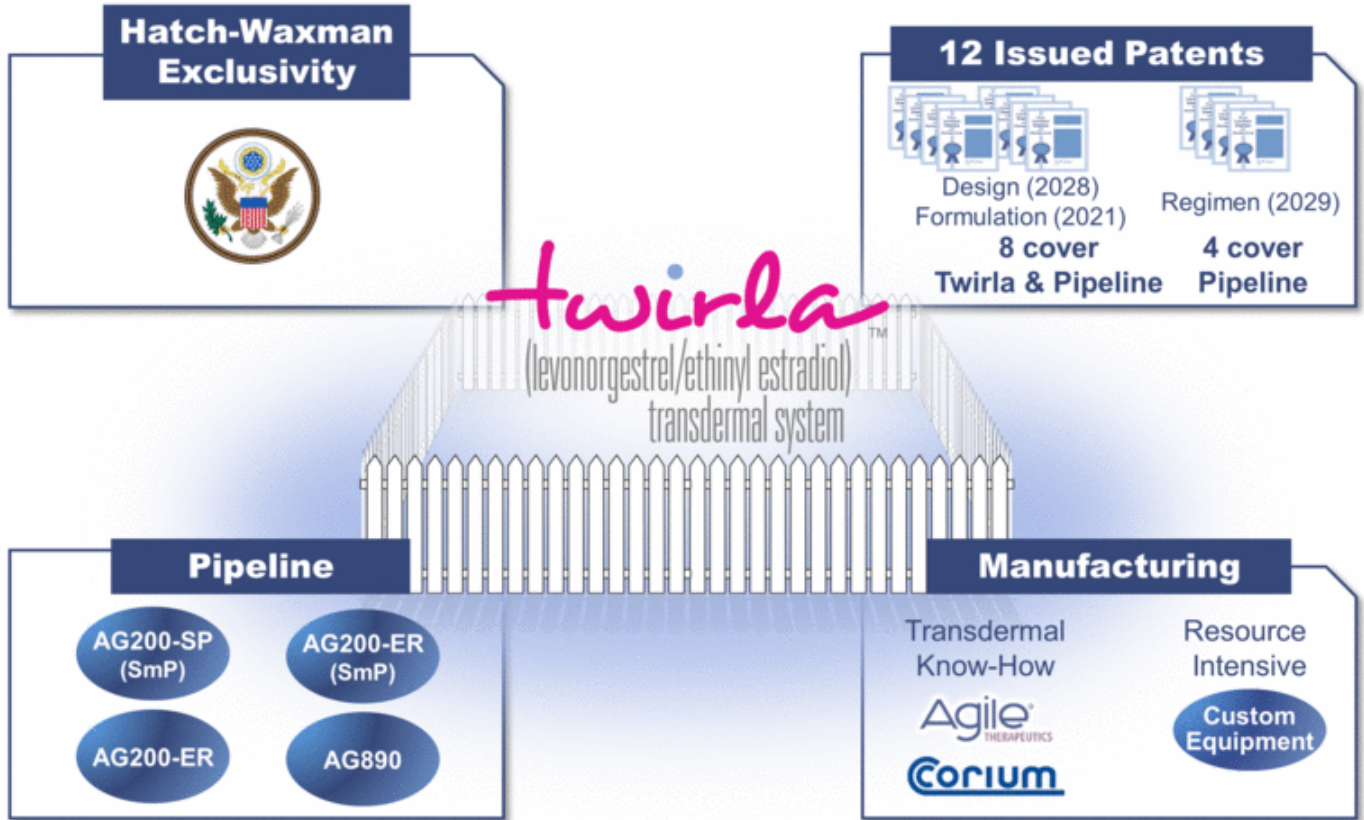 Hatch-Waxman
Exclusivity
12 Issued Patents
Design (2028)
Formulation (2021)
8 cover
Twirla & Pipeline
Regimen (2029)
4 cover
Pipeline
twirla™
(levonorgestrel/ethinyl estradiol)
transdermal system
Pipeline
AG200-SP
(SmP)
AG200-ER
(SmP)
AG200-ER
AG890
Manufacturing
Transdermal
Know-How
Agile®
THERAPEUTICS
Corium
Resource
Intensive
Custom
Equipment